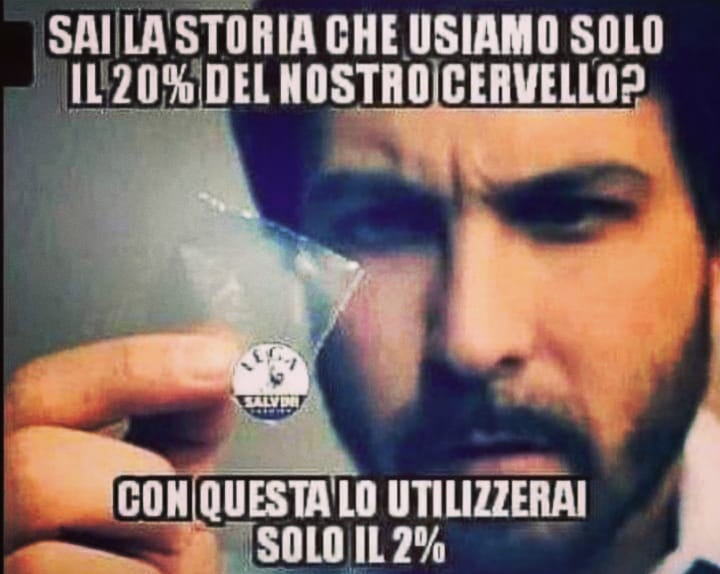 SAI LA STORIA CHE USIAMO SOLO
IL 20% DEL NOSTRO CERVELLO?
LEGA
SALVINI
CON QUESTA LO UTILIZZERAI
SOLO IL 2%